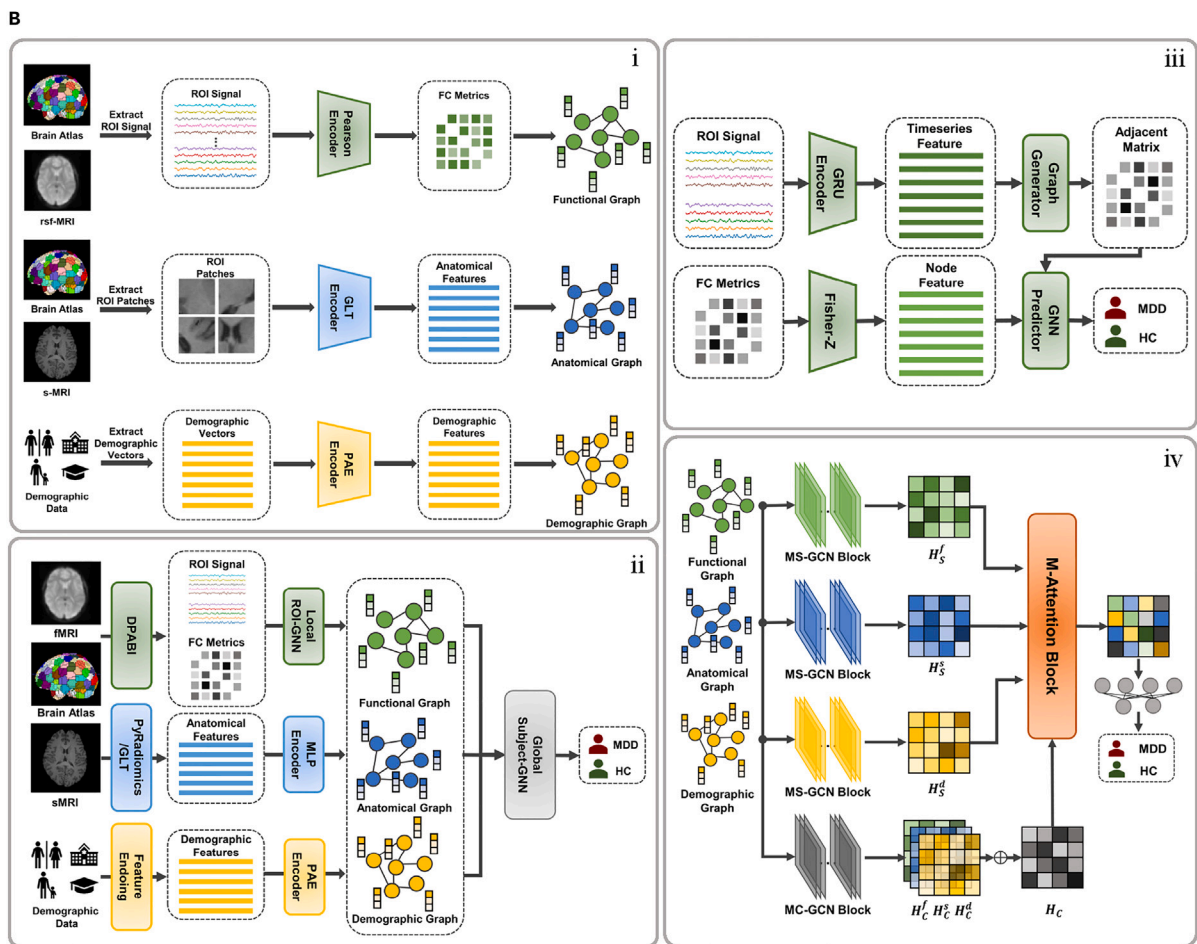 B
i
Brain Atlas
rsf-MRI
Extract
ROI Signal
ROI Signal
Pearson
Encoder
FC Metrics
Functional Graph
Brain Atlas
s-MRI
Extract
ROI Patches
ROI
Patches
GLT
Encoder
Anatomical
Features
Anatomical Graph
Demographic
Data
Extract
Demographic
Vectors
Demographic
Vectors
PAE
Encoder
Demographic
Features
Demographic Graph
ii
fMRI
Brain Atlas
sMRI
Demographic
Data
DPABI
PyRadiomics
/GLT
Feature
Endoing
ROI Signal
FC Metrics
Anatomical
Features
Demographic
Features
Local
ROI-GNN
MLP
Encoder
PAE
Encoder
Functional Graph
Anatomical Graph
Demographic Graph
Global
Subject-GNN
MDD
HC
iii
ROI Signal
GRU
Encoder
Timeseries
Feature
Graph
Generator
Adjacent
Matrix
FC Metrics
Fisher-Z
Node
Feature
GNN
Predictor
MDD
HC
iv
Functional
Graph
Anatomical
Graph
Demographic
Graph
MS-GCN Block
MS-GCN Block
MS-GCN Block
MC-GCN Block
H_S^f
H_S^s
H_S^d
H_C^f H_C^s H_C^d
H_C
M-Attention Block
MDD
HC